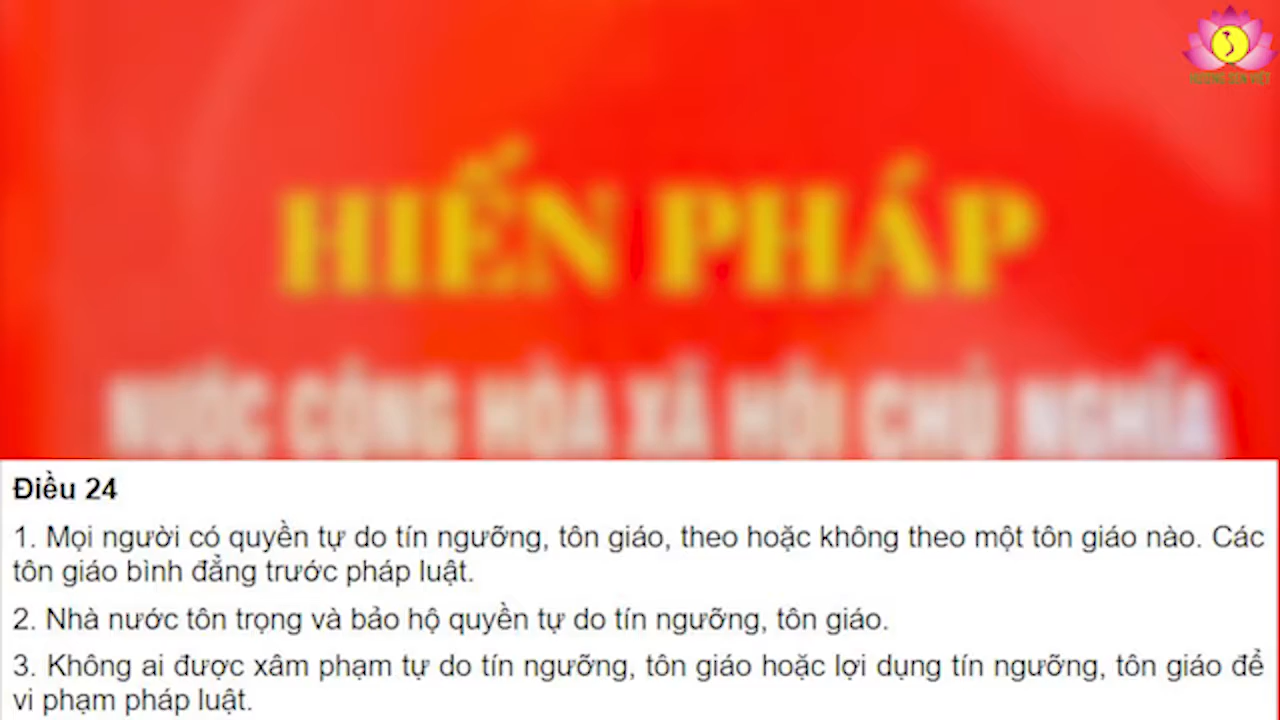 HIẾN PHÁP
NƯỚC CỘNG HÒA XÃ HỘI CHỦ NGHĨA
Điều 24
1. Mọi người có quyền tự do tín ngưỡng, tôn giáo, theo hoặc không theo một tôn giáo nào. Các
tôn giáo bình đẳng trước pháp luật.
2. Nhà nước tôn trọng và bảo hộ quyền tự do tín ngưỡng, tôn giáo.
3. Không ai được xâm phạm tự do tín ngưỡng, tôn giáo hoặc lợi dụng tín ngưỡng, tôn giáo để
vi phạm pháp luật.